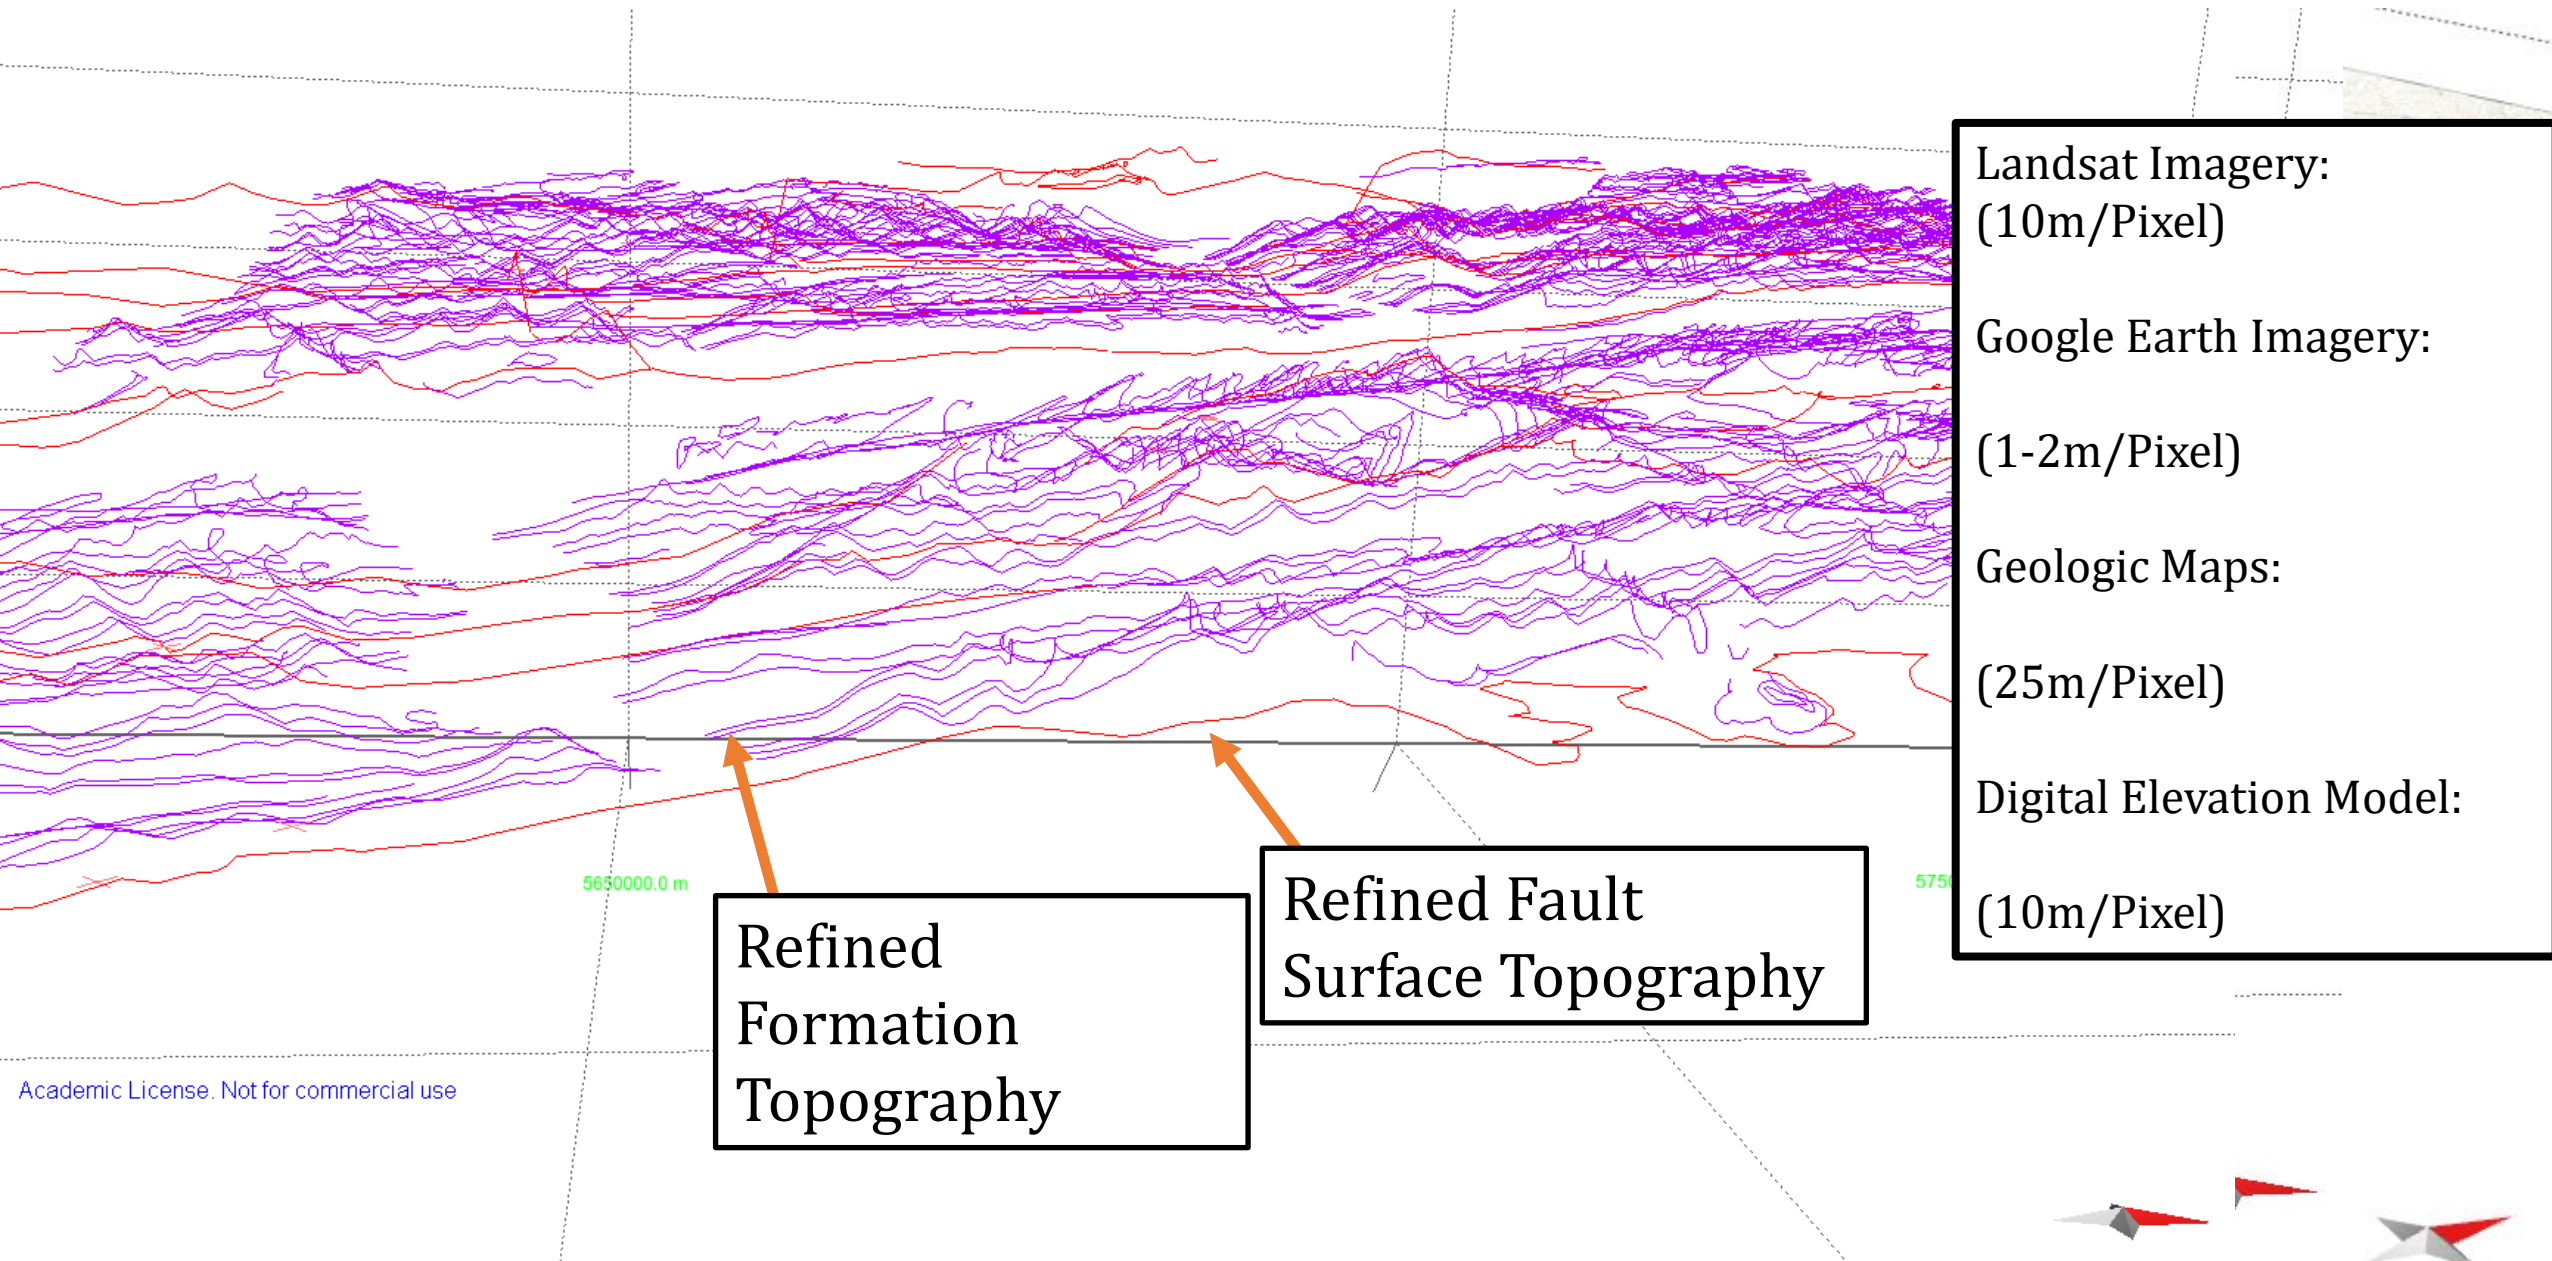 Landsat Imagery:
(10m/Pixel)
Google Earth Imagery:
(1-2m/Pixel)
Geologic Maps:
(25m/Pixel)
Digital Elevation Model:
(10m/Pixel)
5650000.0 m
575
Refined Fault
Surface Topography
Refined
Formation
Topography
Academic License. Not for commercial use